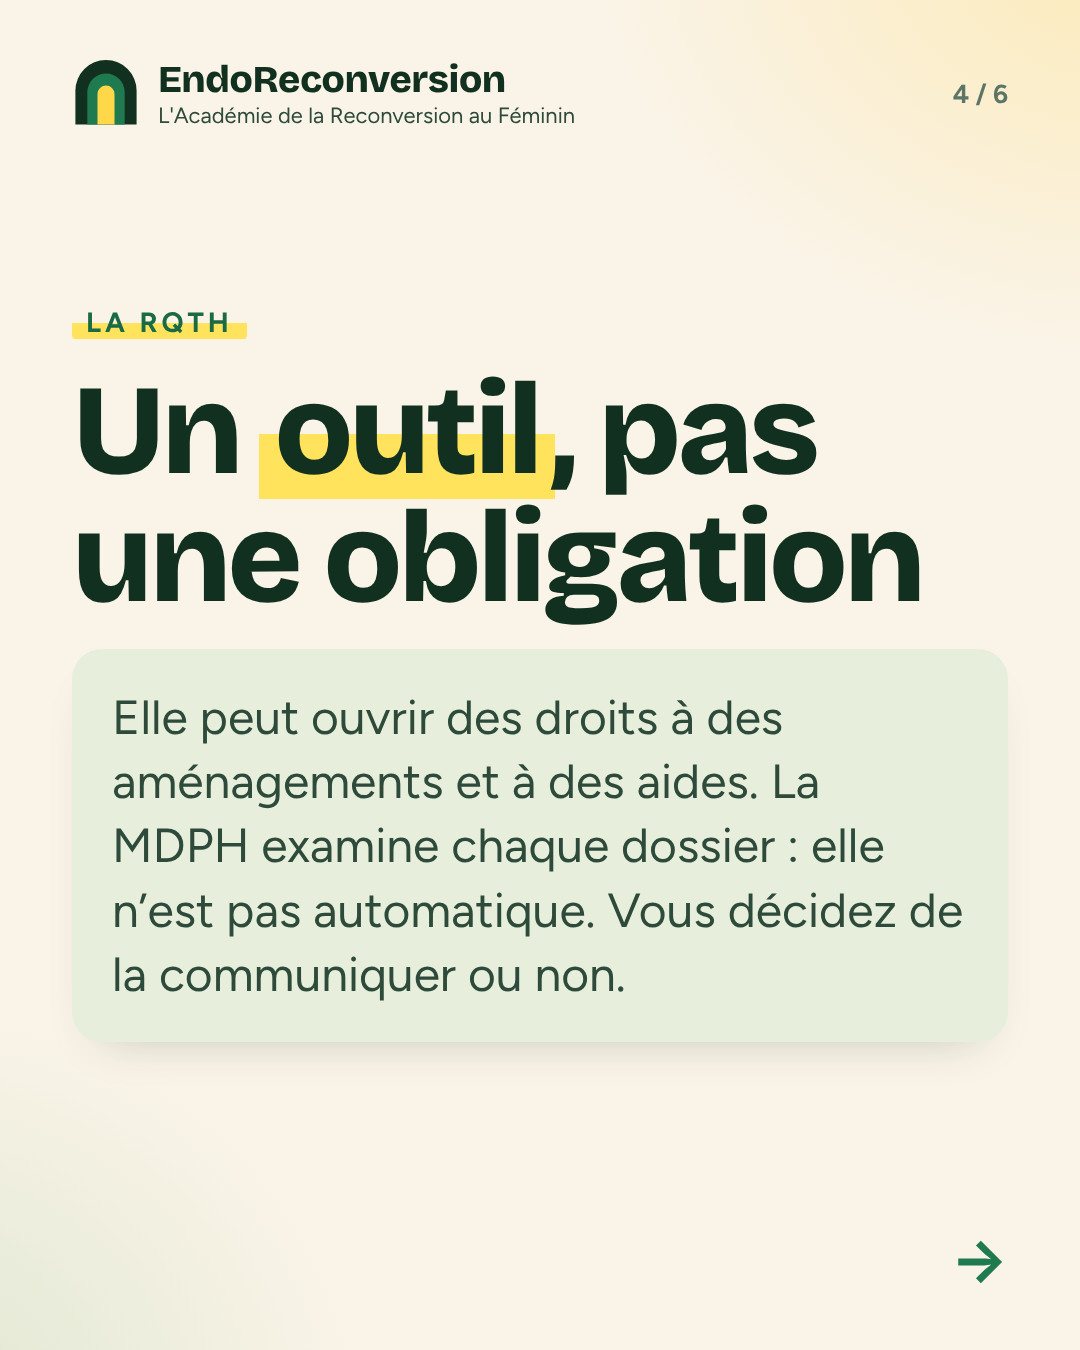 EndoReconversion
L'Académie de la Reconversion au Féminin
4 / 6
LA RQTH
Un outil, pas
une obligation
Elle peut ouvrir des droits à des
aménagements et à des aides. La
MDPH examine chaque dossier : elle
n’est pas automatique. Vous décidez de
la communiquer ou non.